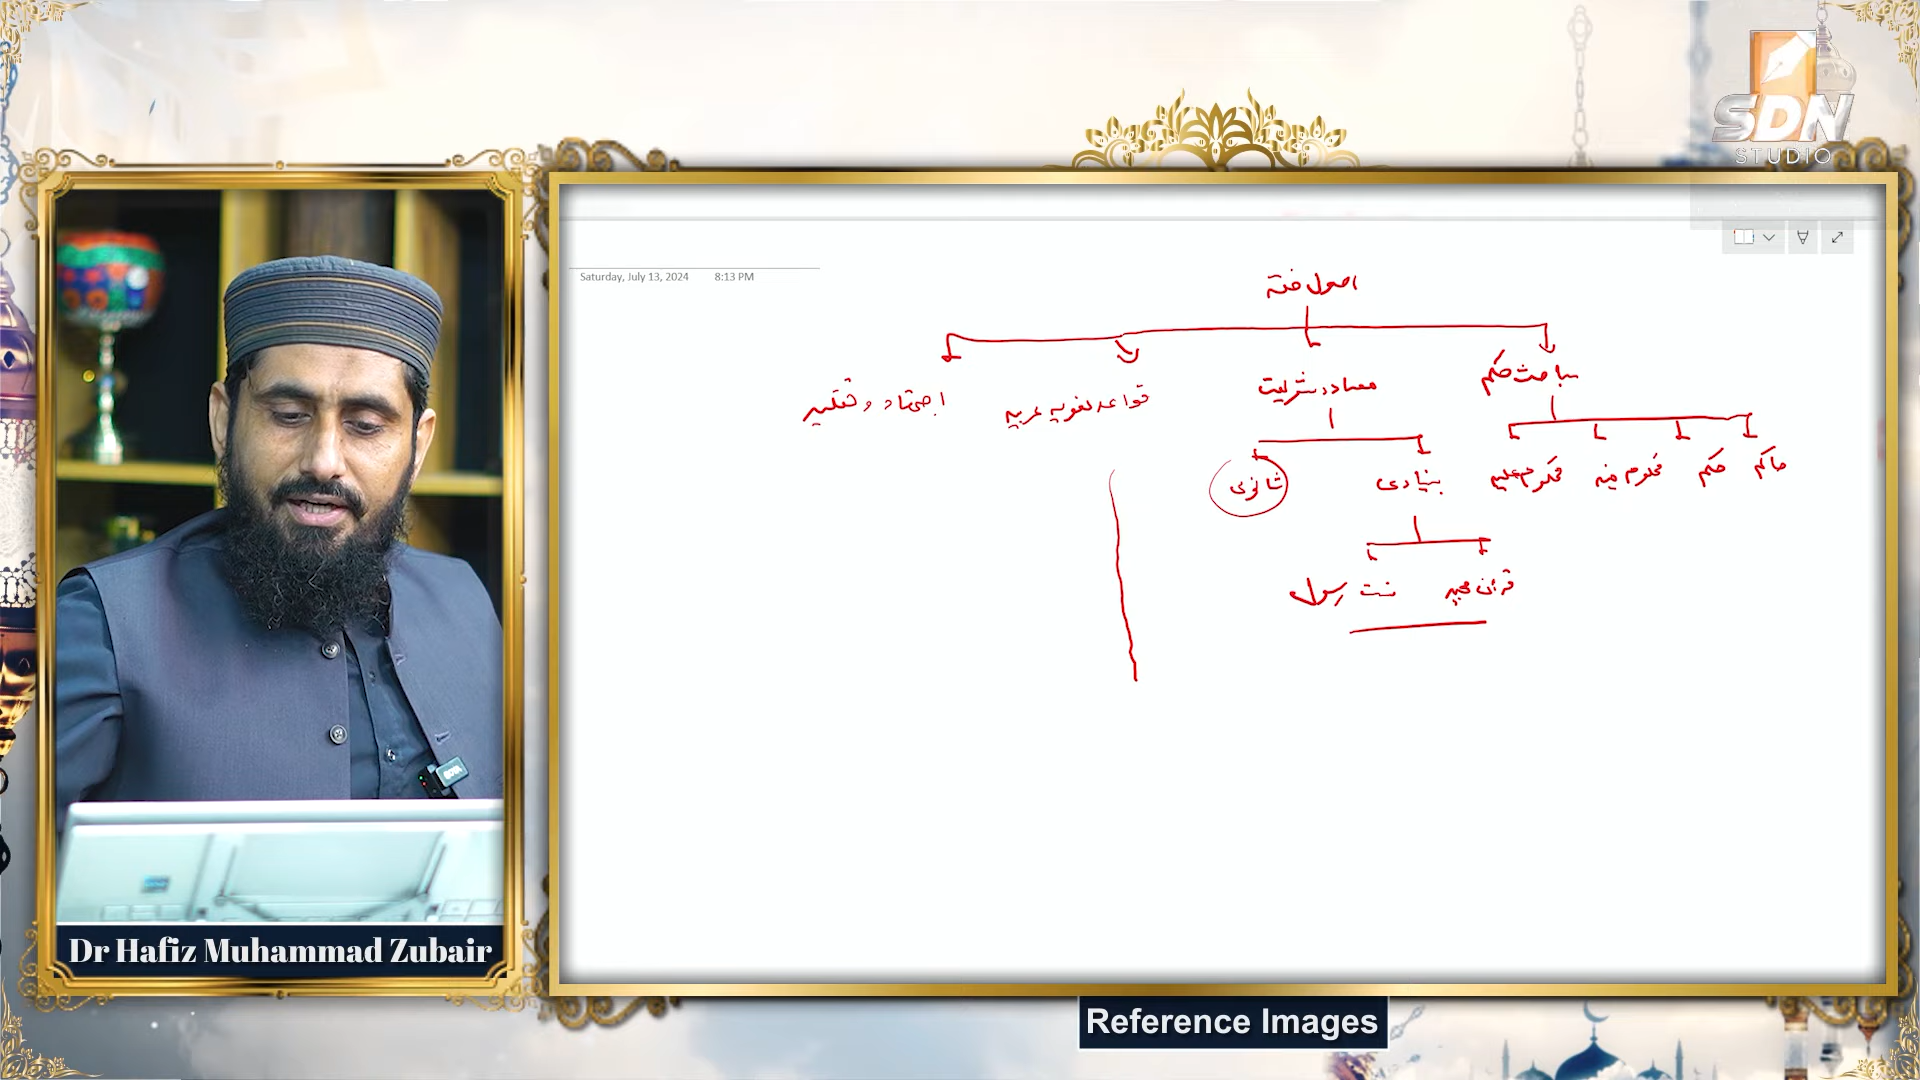 SDN
STUDIO
Saturday, July 13, 2024 8:13 PM
اصول فقہ
مباحث حکم
مصادر شریعت
قواعد لغویہ عربیہ
اجتہاد و تقلید
حاکم
حکم
محکوم فیہ
محکوم علیہ
بنیادی
ثانوی
قرآن مجید
سنت رسول
Dr Hafiz Muhammad Zubair
Reference Images